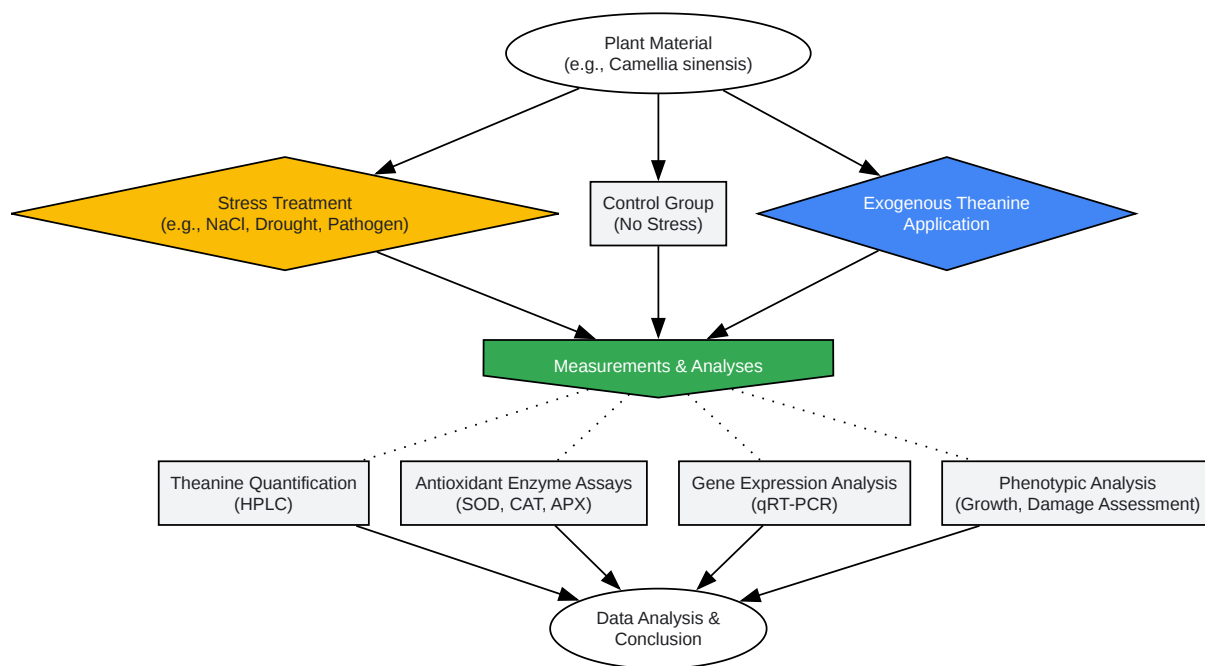 Plant Material
(e.g., Camellia sinensis)
Stress Treatment
(e.g., NaCl, Drought, Pathogen)
Control Group
(No Stress)
Exogenous Theanine
Application
Measurements & Analyses
Theanine Quantification
(HPLC)
Antioxidant Enzyme Assays
(SOD, CAT, APX)
Gene Expression Analysis
(qRT-PCR)
Phenotypic Analysis
(Growth, Damage Assessment)
Data Analysis &
Conclusion